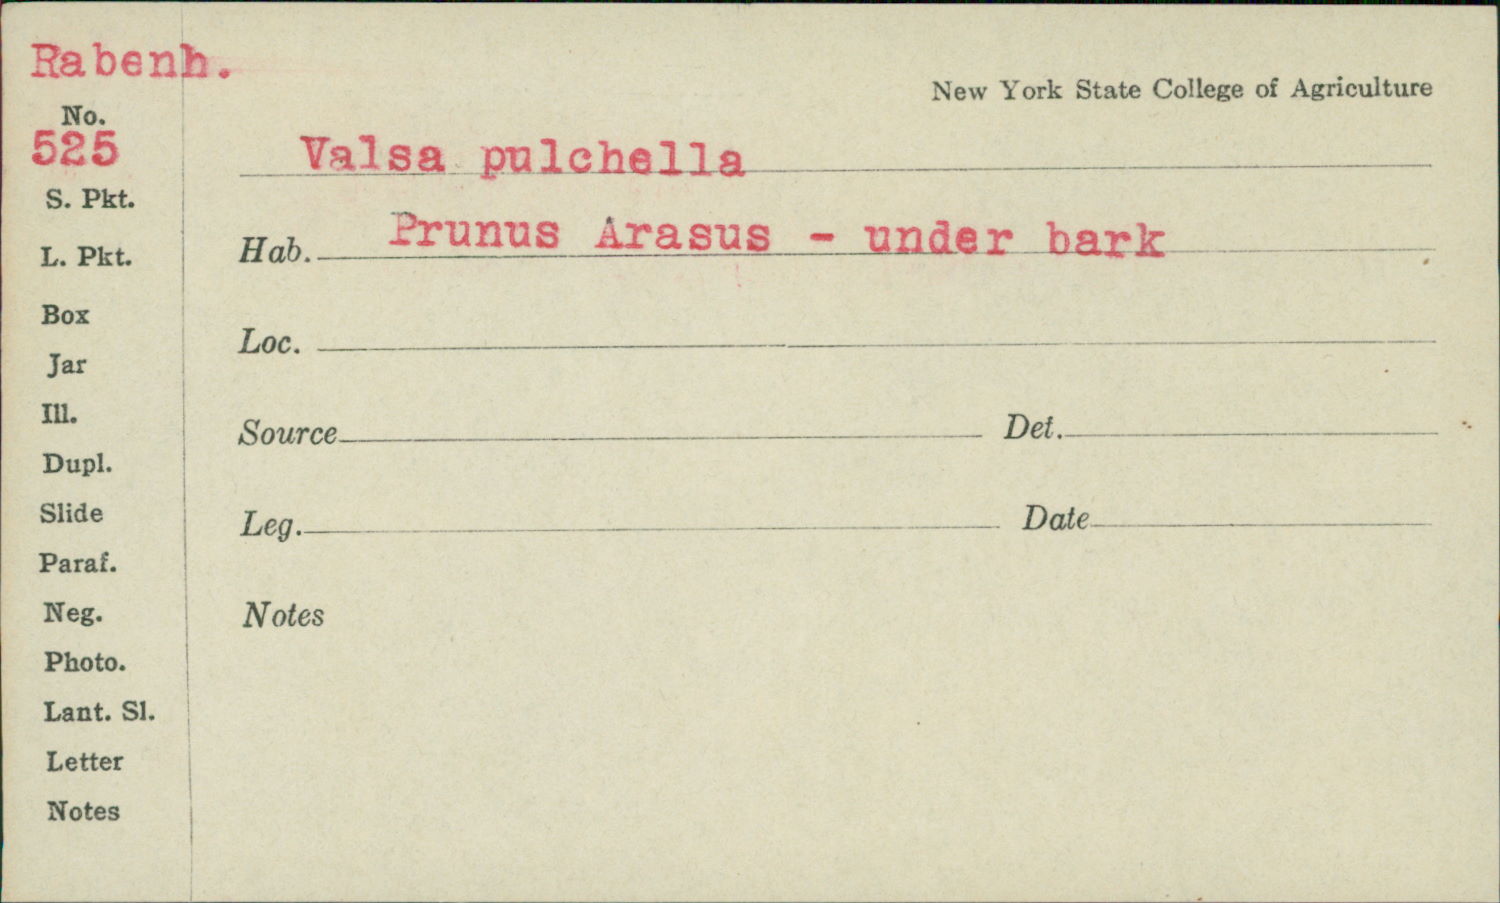 Rabenh.
New York State College of Agriculture
No.
525
Valsa pulchella
S. Pkt.
Hab. Prunus Arasus - under bark
L. Pkt.
Box
Loc.
Jar
Ill.
Source Det.
Dupl.
Slide
Leg. Date
Paraf.
Neg.
Notes
Photo.
Lant. Sl.
Letter
Notes